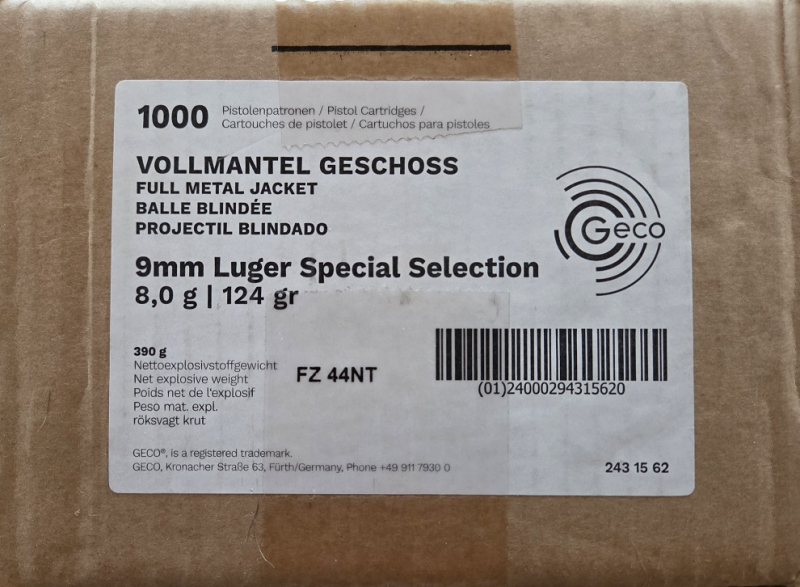 1000 Pistolenpatronen / Pistol Cartridges /
Cartouches de pistolet / Cartuchos para pistoles
VOLLMANTEL GESCHOSS
FULL METAL JACKET
BALLE BLINDÉE
PROJECTIL BLINDADO
Geco
9mm Luger Special Selection
8,0 g | 124 gr
390 g
Nettoexplosivstoffgewicht
Net explosive weight
Poids net de l'explosif
Peso mat. expl.
röksvagt krut
FZ 44NT
(01)24000294315620
GECO®, is a registered trademark.
GECO, Kronacher Straße 63, Fürth/Germany, Phone +49 911 7930 0
243 15 62